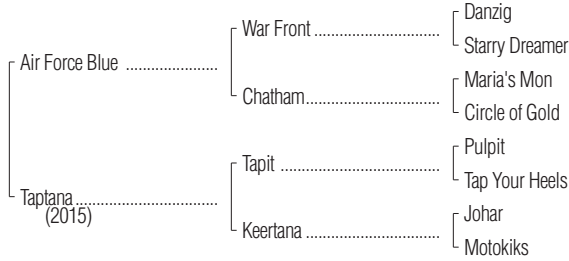 Danzig
War Front
Starry Dreamer
Air Force Blue
Maria's Mon
Chatham
Circle of Gold
Pulpit
Tapit
Tap Your Heels
Taptana
(2015)
Johar
Keertana
Motokiks